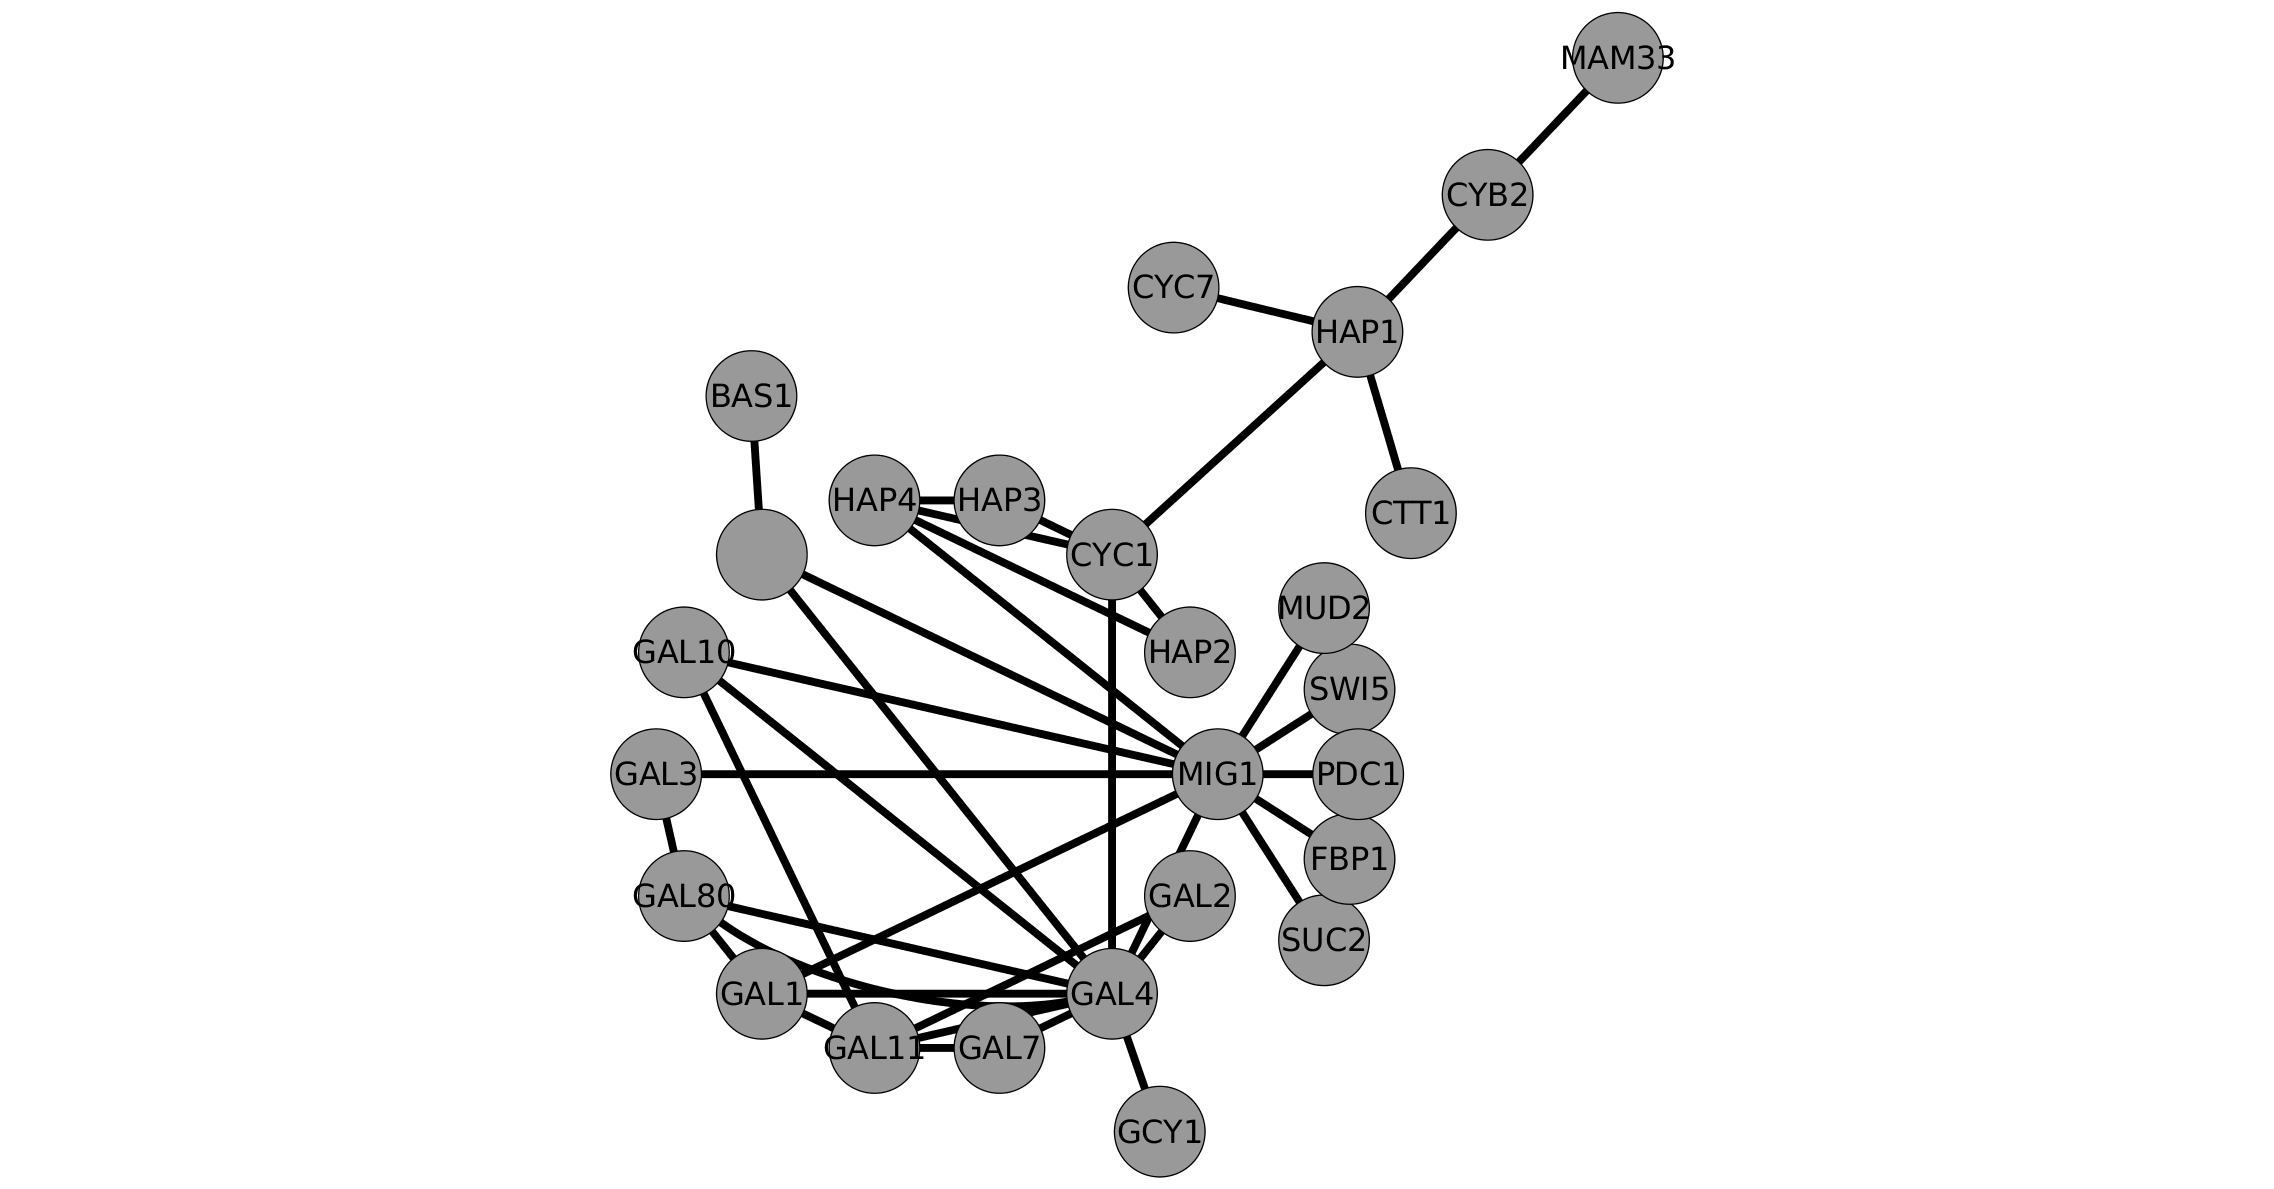 MAM33
CYB2
CYC7
HAP1
BAS1
HAP4
HAP3
CTT1
CYC1
MUD2
GAL10
HAP2
SWI5
GAL3
MIG1
PDC1
FBP1
GAL80
GAL2
SUC2
GAL1
GAL4
GAL11
GAL7
GCY1